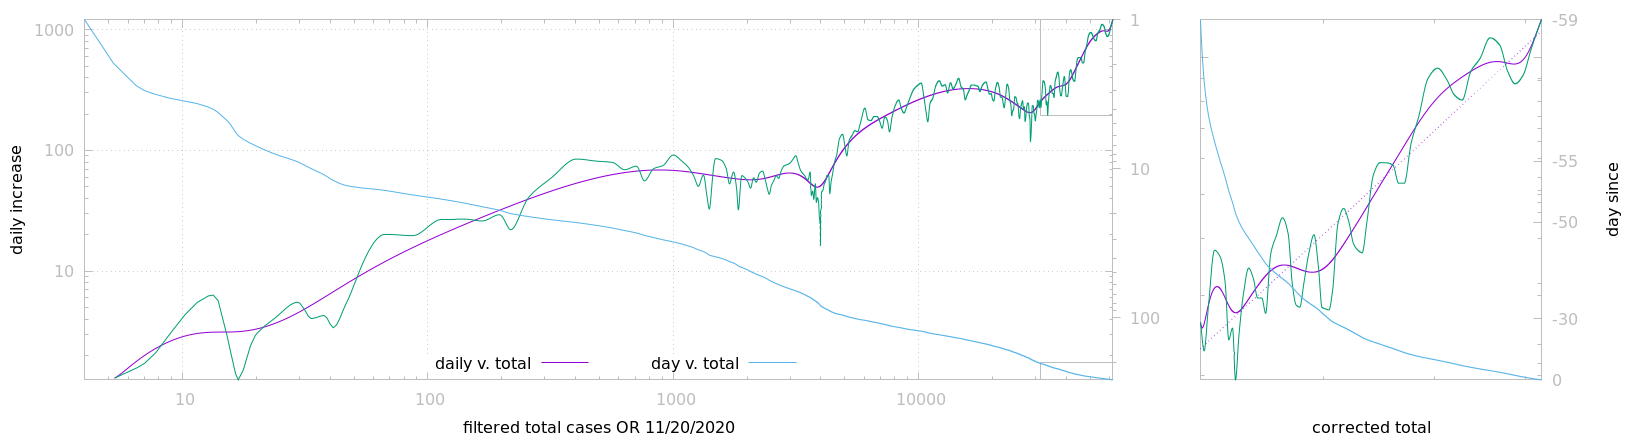 1000
100
10
daily increase
10
100
1000
10000
filtered total cases OR 11/20/2020
daily v. total
day v. total
1
10
100
-59
-55
-50
-30
0
day since
corrected total